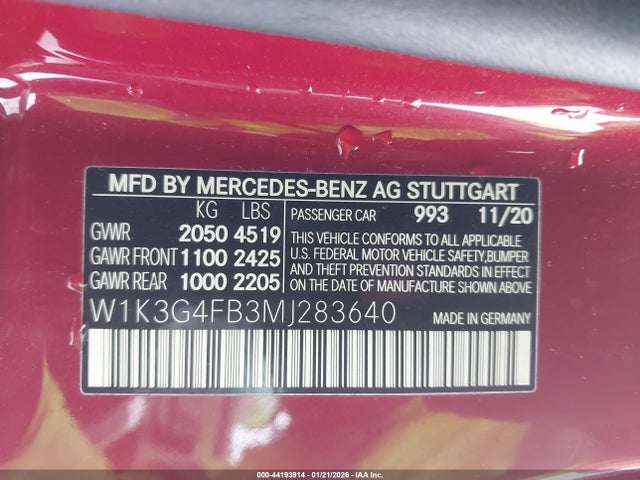 MFD BY MERCEDES-BENZ AG STUTTGART
KG LBS
GVWR 2050 4519
GAWR FRONT 1100 2425
GAWR REAR 1000 2205
PASSENGER CAR 993 11/20
THIS VEHICLE CONFORMS TO ALL APPLICABLE
U.S. FEDERAL MOTOR VEHICLE SAFETY, BUMPER
AND THEFT PREVENTION STANDARDS IN EFFECT
ON THE DATE OF MANUFACTURE SHOWN ABOVE.
W1K3G4FB3MJ283640
MADE IN GERMANY
000-44193914 - 01/21/2026 - IAA, INC.